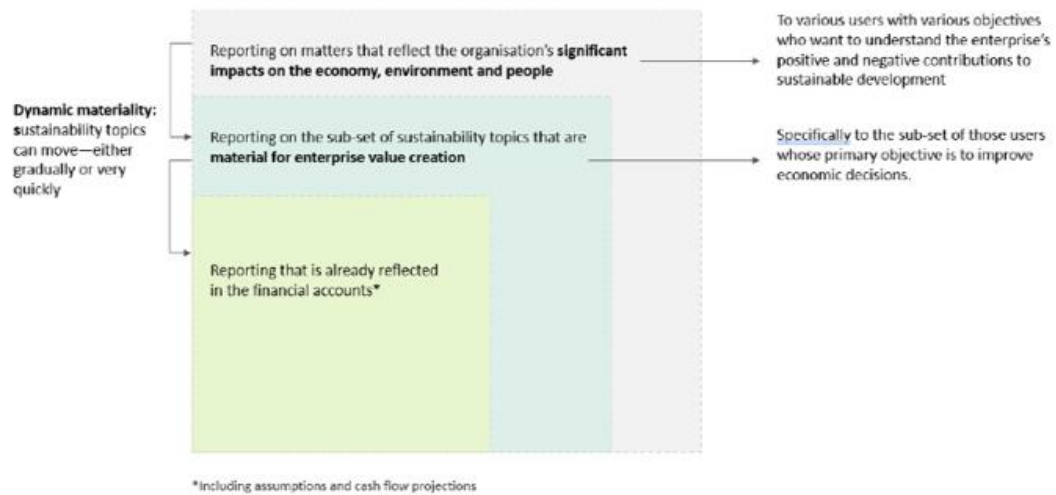 Dynamic materiality:
sustainability topics
can move—either
gradually or very
quickly
Reporting on matters that reflect the organisation's significant
impacts on the economy, environment and people
To various users with various objectives
who want to understand the enterprise's
positive and negative contributions to
sustainable development
Reporting on the sub-set of sustainability topics that are
material for enterprise value creation
Specifically to the sub-set of those users
whose primary objective is to improve
economic decisions.
Reporting that is already reflected
in the financial accounts*
*Including assumptions and cash flow projections